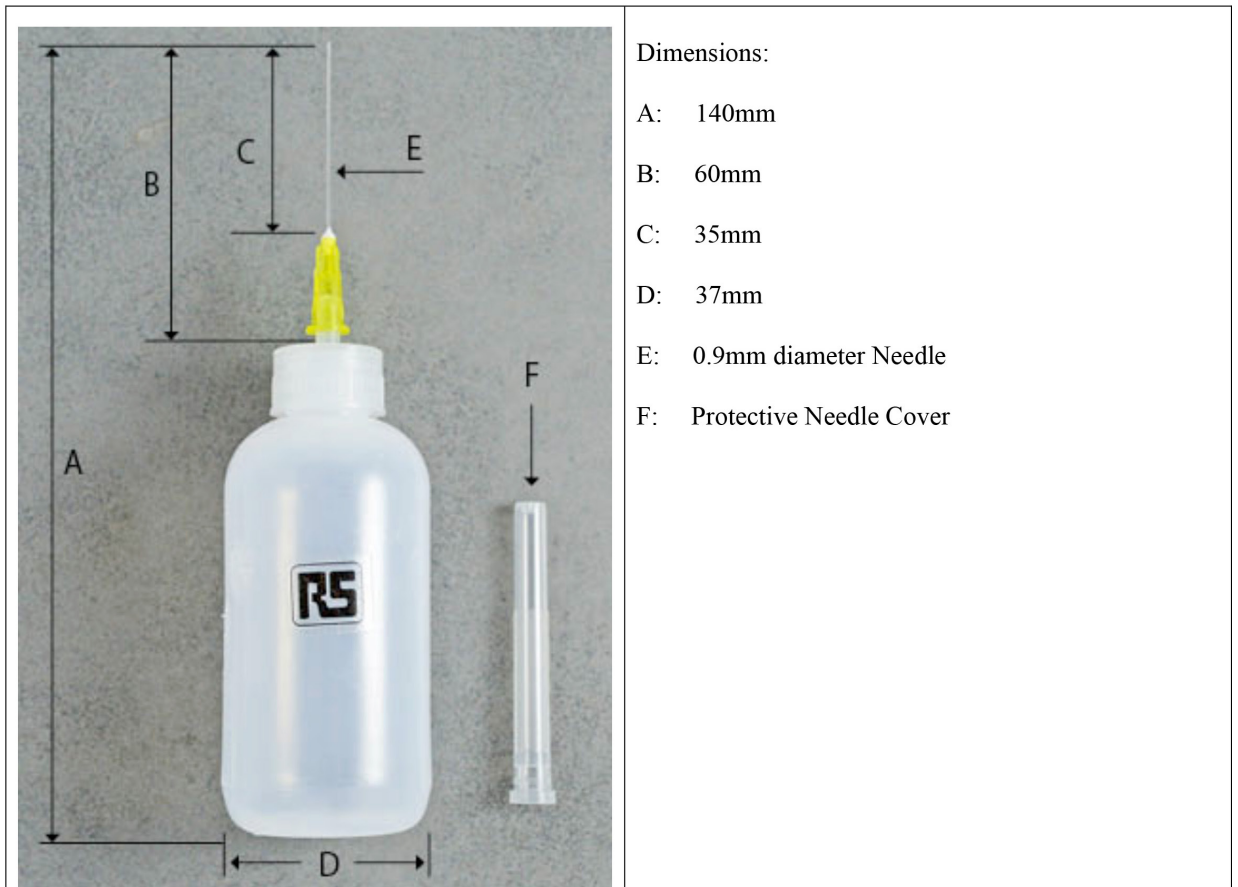 C
E
B
F
A
RS
D
Dimensions:
A: 140mm
B: 60mm
C: 35mm
D: 37mm
E: 0.9mm diameter Needle
F: Protective Needle Cover